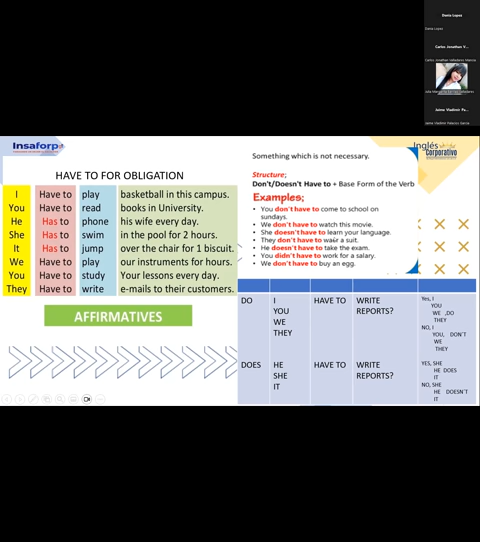 Dania Lopez
Dania Lopez
Carlos Jonathan V...
Jaime Vladimir Pa...
Insaforp
Inglés
corporativo
HAVE TO FOR OBLIGATION
I Have to play basketball in this campus.
You Have to read books in University.
He Has to phone his wife every day.
She Has to swim in the pool for 2 hours.
It Has to jump over the chair for 1 biscuit.
We Have to play our instruments for hours.
You Have to study Your lessons every day.
They Have to write e-mails to their customers.
AFFIRMATIVES
Something which is not necessary.
Structure;
Don't/Doesn't Have to + Base Form of the Verb
Examples;
• You don't have to come to school on
sundays.
• We don't have to watch this movie.
• She doesn't have to learn your language.
• They don't have to wear a suit.
• He doesn't have to take the exam.
• You didn't have to work for a salary.
• We don't have to buy an egg.
DO
I
YOU
WE
THEY
HAVE TO
WRITE
REPORTS?
Yes, I
YOU
WE ,DO
THEY
NO, I
YOU, DON'T
WE
THEY
DOES
HE
SHE
IT
HAVE TO
WRITE
REPORTS?
YES, SHE
HE DOES
IT
NO, SHE
HE DOESN'T
IT